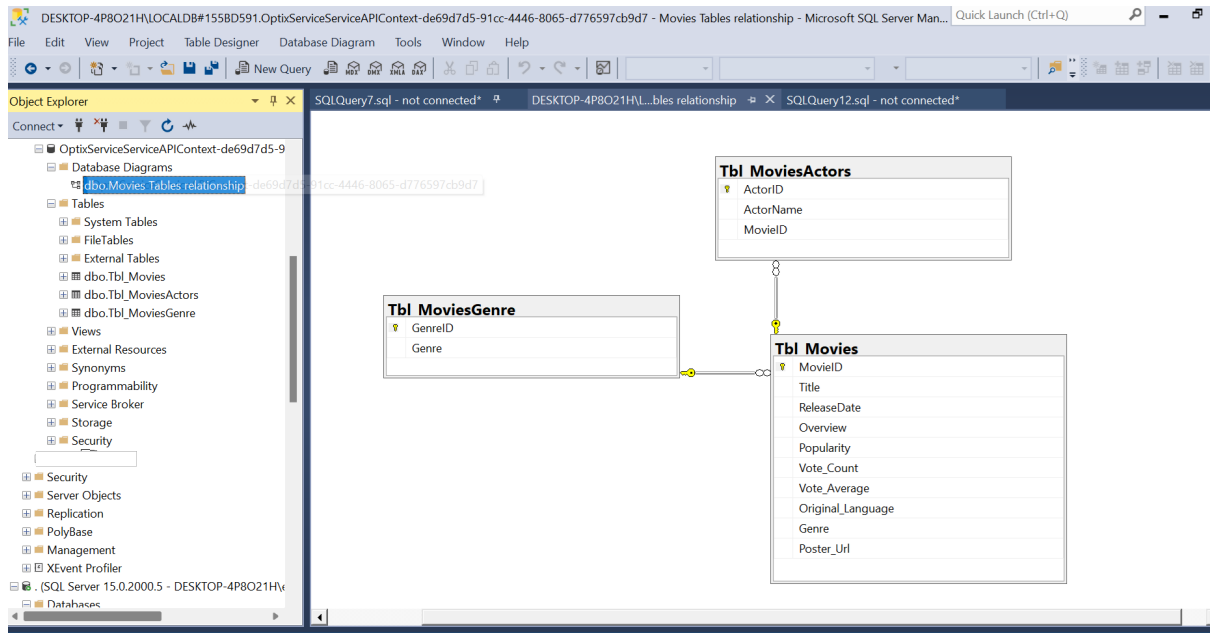 DESKTOP-4P8O21H\LOCALDB#155BD591.OptixServiceServiceAPIContext-de69d7d5-91cc-4446-8065-d776597cb9d7 - Movies Tables relationship - Microsoft SQL Server Man... Quick Launch (Ctrl+Q)
File Edit View Project Table Designer Database Diagram Tools Window Help
New Query MDX DMX XMLA DAX
Object Explorer
SQLQuery7.sql - not connected* DESKTOP-4P8O21H\L...bles relationship SQLQuery12.sql - not connected*
Connect
OptixServiceServiceAPIContext-de69d7d5-9
Database Diagrams
dbo.Movies Tables relationship -de69d7d5-91cc-4446-8065-d776597cb9d7
Tables
System Tables
FileTables
External Tables
dbo.Tbl_Movies
dbo.Tbl_MoviesActors
dbo.Tbl_MoviesGenre
Views
External Resources
Synonyms
Programmability
Service Broker
Storage
Security
Security
Server Objects
Replication
PolyBase
Management
XEvent Profiler
. (SQL Server 15.0.2000.5 - DESKTOP-4P8O21H\
Databases
Tbl_MoviesActors
ActorID
ActorName
MovieID
Tbl_MoviesGenre
GenreID
Genre
Tbl_Movies
MovieID
Title
ReleaseDate
Overview
Popularity
Vote_Count
Vote_Average
Original_Language
Genre
Poster_Url